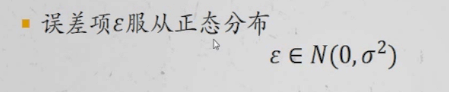 ▪ 误差项ε服从正态分布
ε ∈ N(0, σ²)